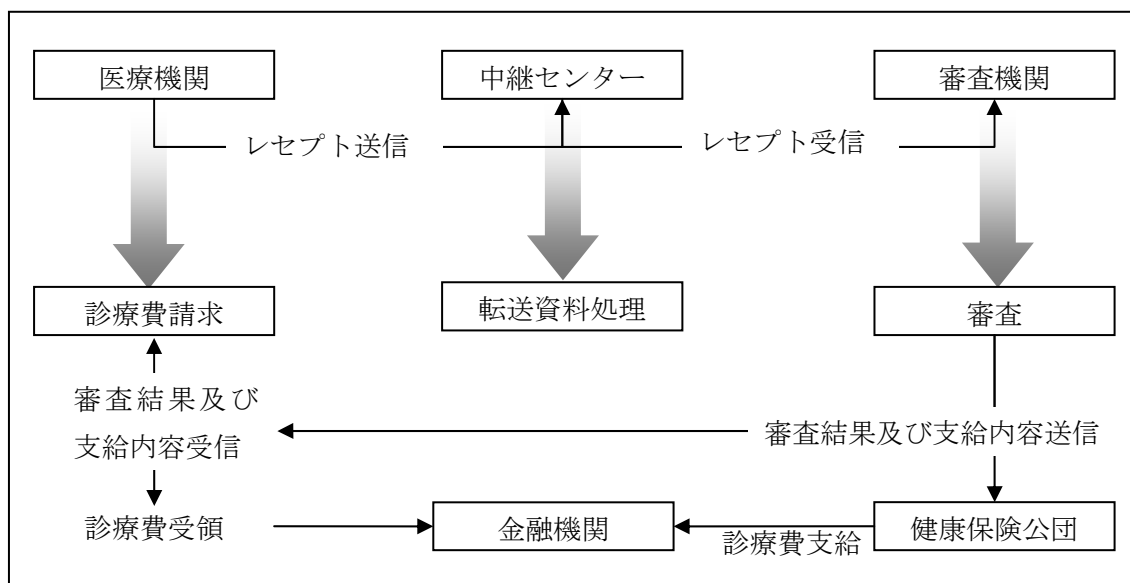 医療機関
中継センター
審査機関
レセプト送信
レセプト受信
診療費請求
転送資料処理
審査
審査結果及び
支給内容受信
審査結果及び支給内容送信
診療費受領
金融機関
診療費支給
健康保険公団